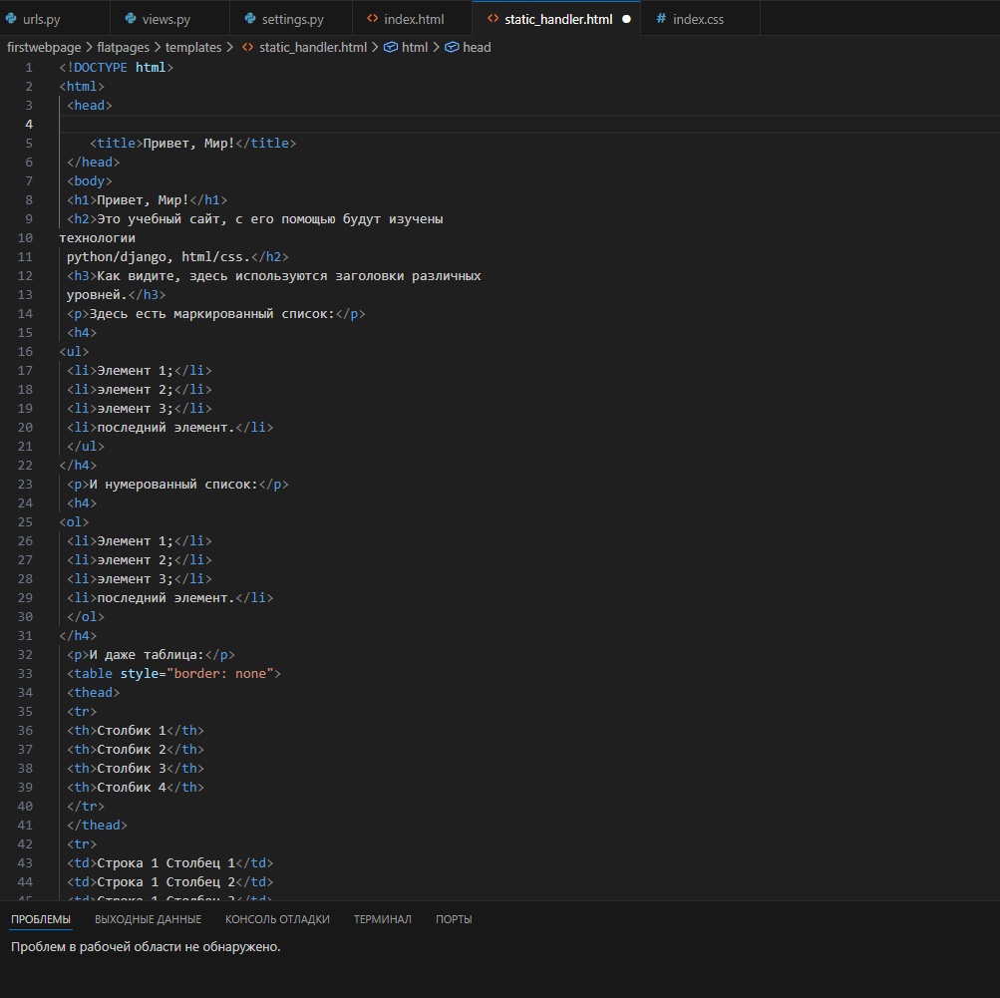 urls.py views.py settings.py index.html static_handler.html index.css
firstwebpage > flatpages > templates > static_handler.html > html > head
1 <!DOCTYPE html>
2 <html>
3 <head>
4
5 <title>Привет, Мир!</title>
6 </head>
7 <body>
8 <h1>Привет, Мир!</h1>
9 <h2>Это учебный сайт, с его помощью будут изучены
10 технологии
11 python/django, html/css.</h2>
12 <h3>Как видите, здесь используются заголовки различных
13 уровней.</h3>
14 <p>Здесь есть маркированный список:</p>
15 <h4>
16 <ul>
17 <li>Элемент 1;</li>
18 <li>элемент 2;</li>
19 <li>элемент 3;</li>
20 <li>последний элемент.</li>
21 </ul>
22 </h4>
23 <p>И нумерованный список:</p>
24 <h4>
25 <ol>
26 <li>Элемент 1;</li>
27 <li>элемент 2;</li>
28 <li>элемент 3;</li>
29 <li>последний элемент.</li>
30 </ol>
31 </h4>
32 <p>И даже таблица:</p>
33 <table style="border: none">
34 <thead>
35 <tr>
36 <th>Столбик 1</th>
37 <th>Столбик 2</th>
38 <th>Столбик 3</th>
39 <th>Столбик 4</th>
40 </tr>
41 </thead>
42 <tr>
43 <td>Строка 1 Столбец 1</td>
44 <td>Строка 1 Столбец 2</td>
45 <td>Строка 1 Столбец 3</td>
ПРОБЛЕМЫ ВЫХОДНЫЕ ДАННЫЕ КОНСОЛЬ ОТЛАДКИ ТЕРМИНАЛ ПОРТЫ
Проблем в рабочей области не обнаружено.